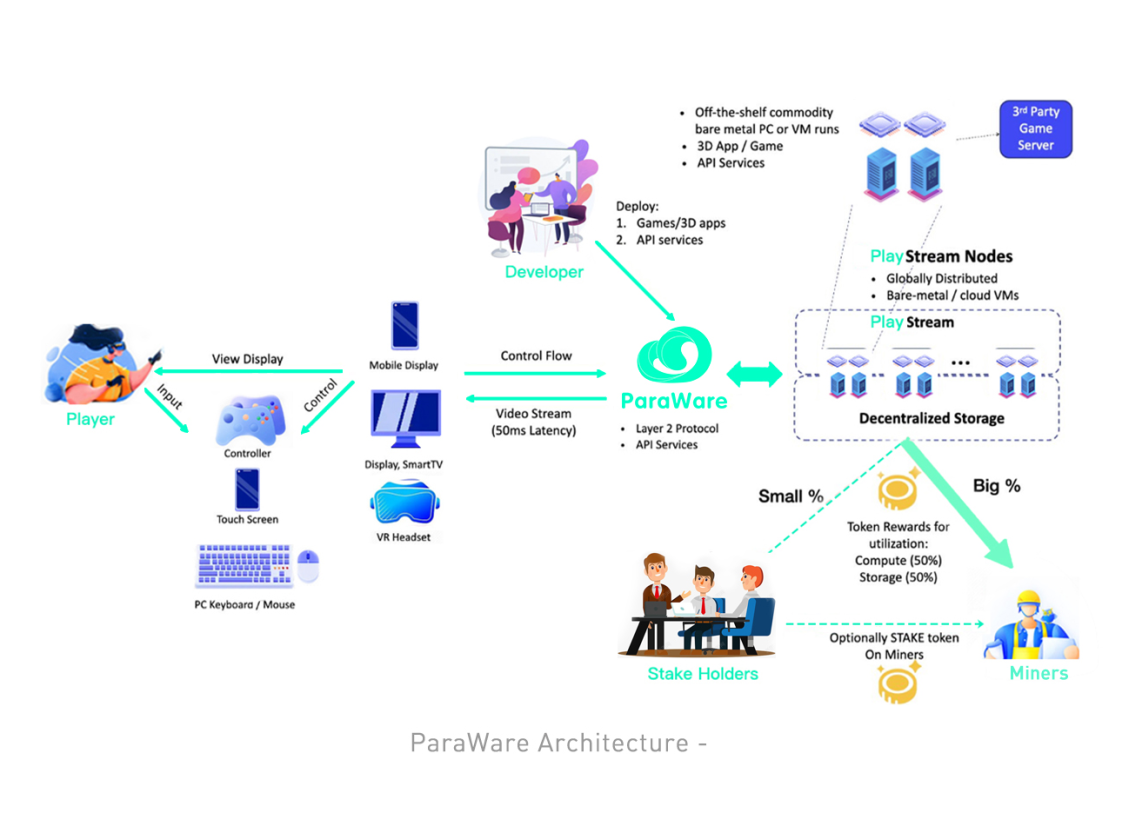 Off-the-shelf commodity
bare metal PC or VM runs
3D App / Game
API Services
3rd Party
Game
Server
Deploy:
1. Games/3D apps
2. API services
Developer
PlayStream Nodes
Globally Distributed
Bare-metal / cloud VMs
Play Stream
Decentralized Storage
Player
View Display
Input
Control
Controller
Touch Screen
PC Keyboard / Mouse
Mobile Display
Display, SmartTV
VR Headset
Control Flow
Video Stream
(50ms Latency)
ParaWare
Layer 2 Protocol
API Services
Small %
Big %
Token Rewards for
utilization:
Compute (50%)
Storage (50%)
Stake Holders
Optionally STAKE token
On Miners
Miners
ParaWare Architecture -